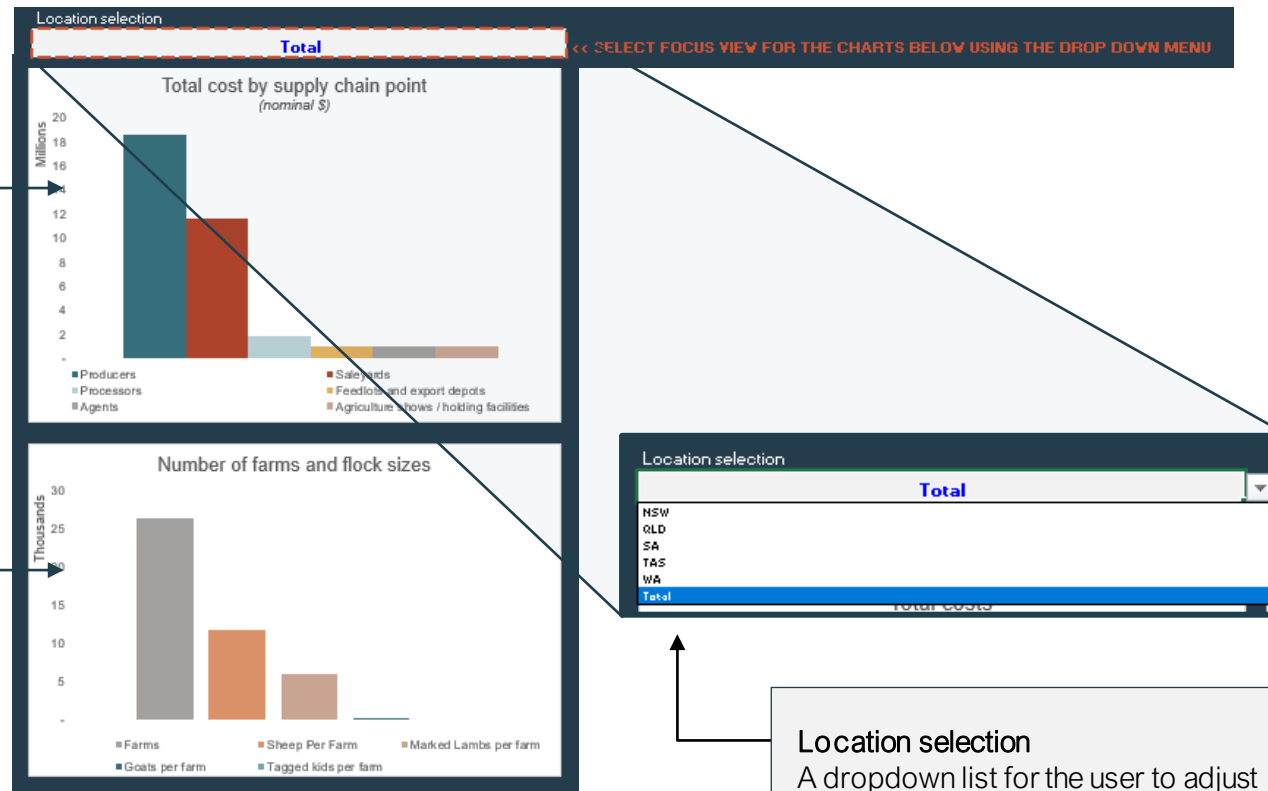 Location selection
Total
<< SELECT FOCUS VIEW FOR THE CHARTS BELOW USING THE DROP DOWN MENU
Total cost by supply chain point
(nominal $)
Millions
20
18
16
12
10
8
6
4
2
-
Producers
Saleyards
Processors
Feedlots and export depots
Agents
Agriculture shows / holding facilities
Number of farms and flock sizes
Thousands
30
25
20
15
10
5
-
Farms
Sheep Per Farm
Marked Lambs per farm
Goats per farm
Tagged kids per farm
Location selection
Total
NSW
QLD
SA
TAS
WA
Total
Total costs
Location selection
A dropdown list for the user to adjust